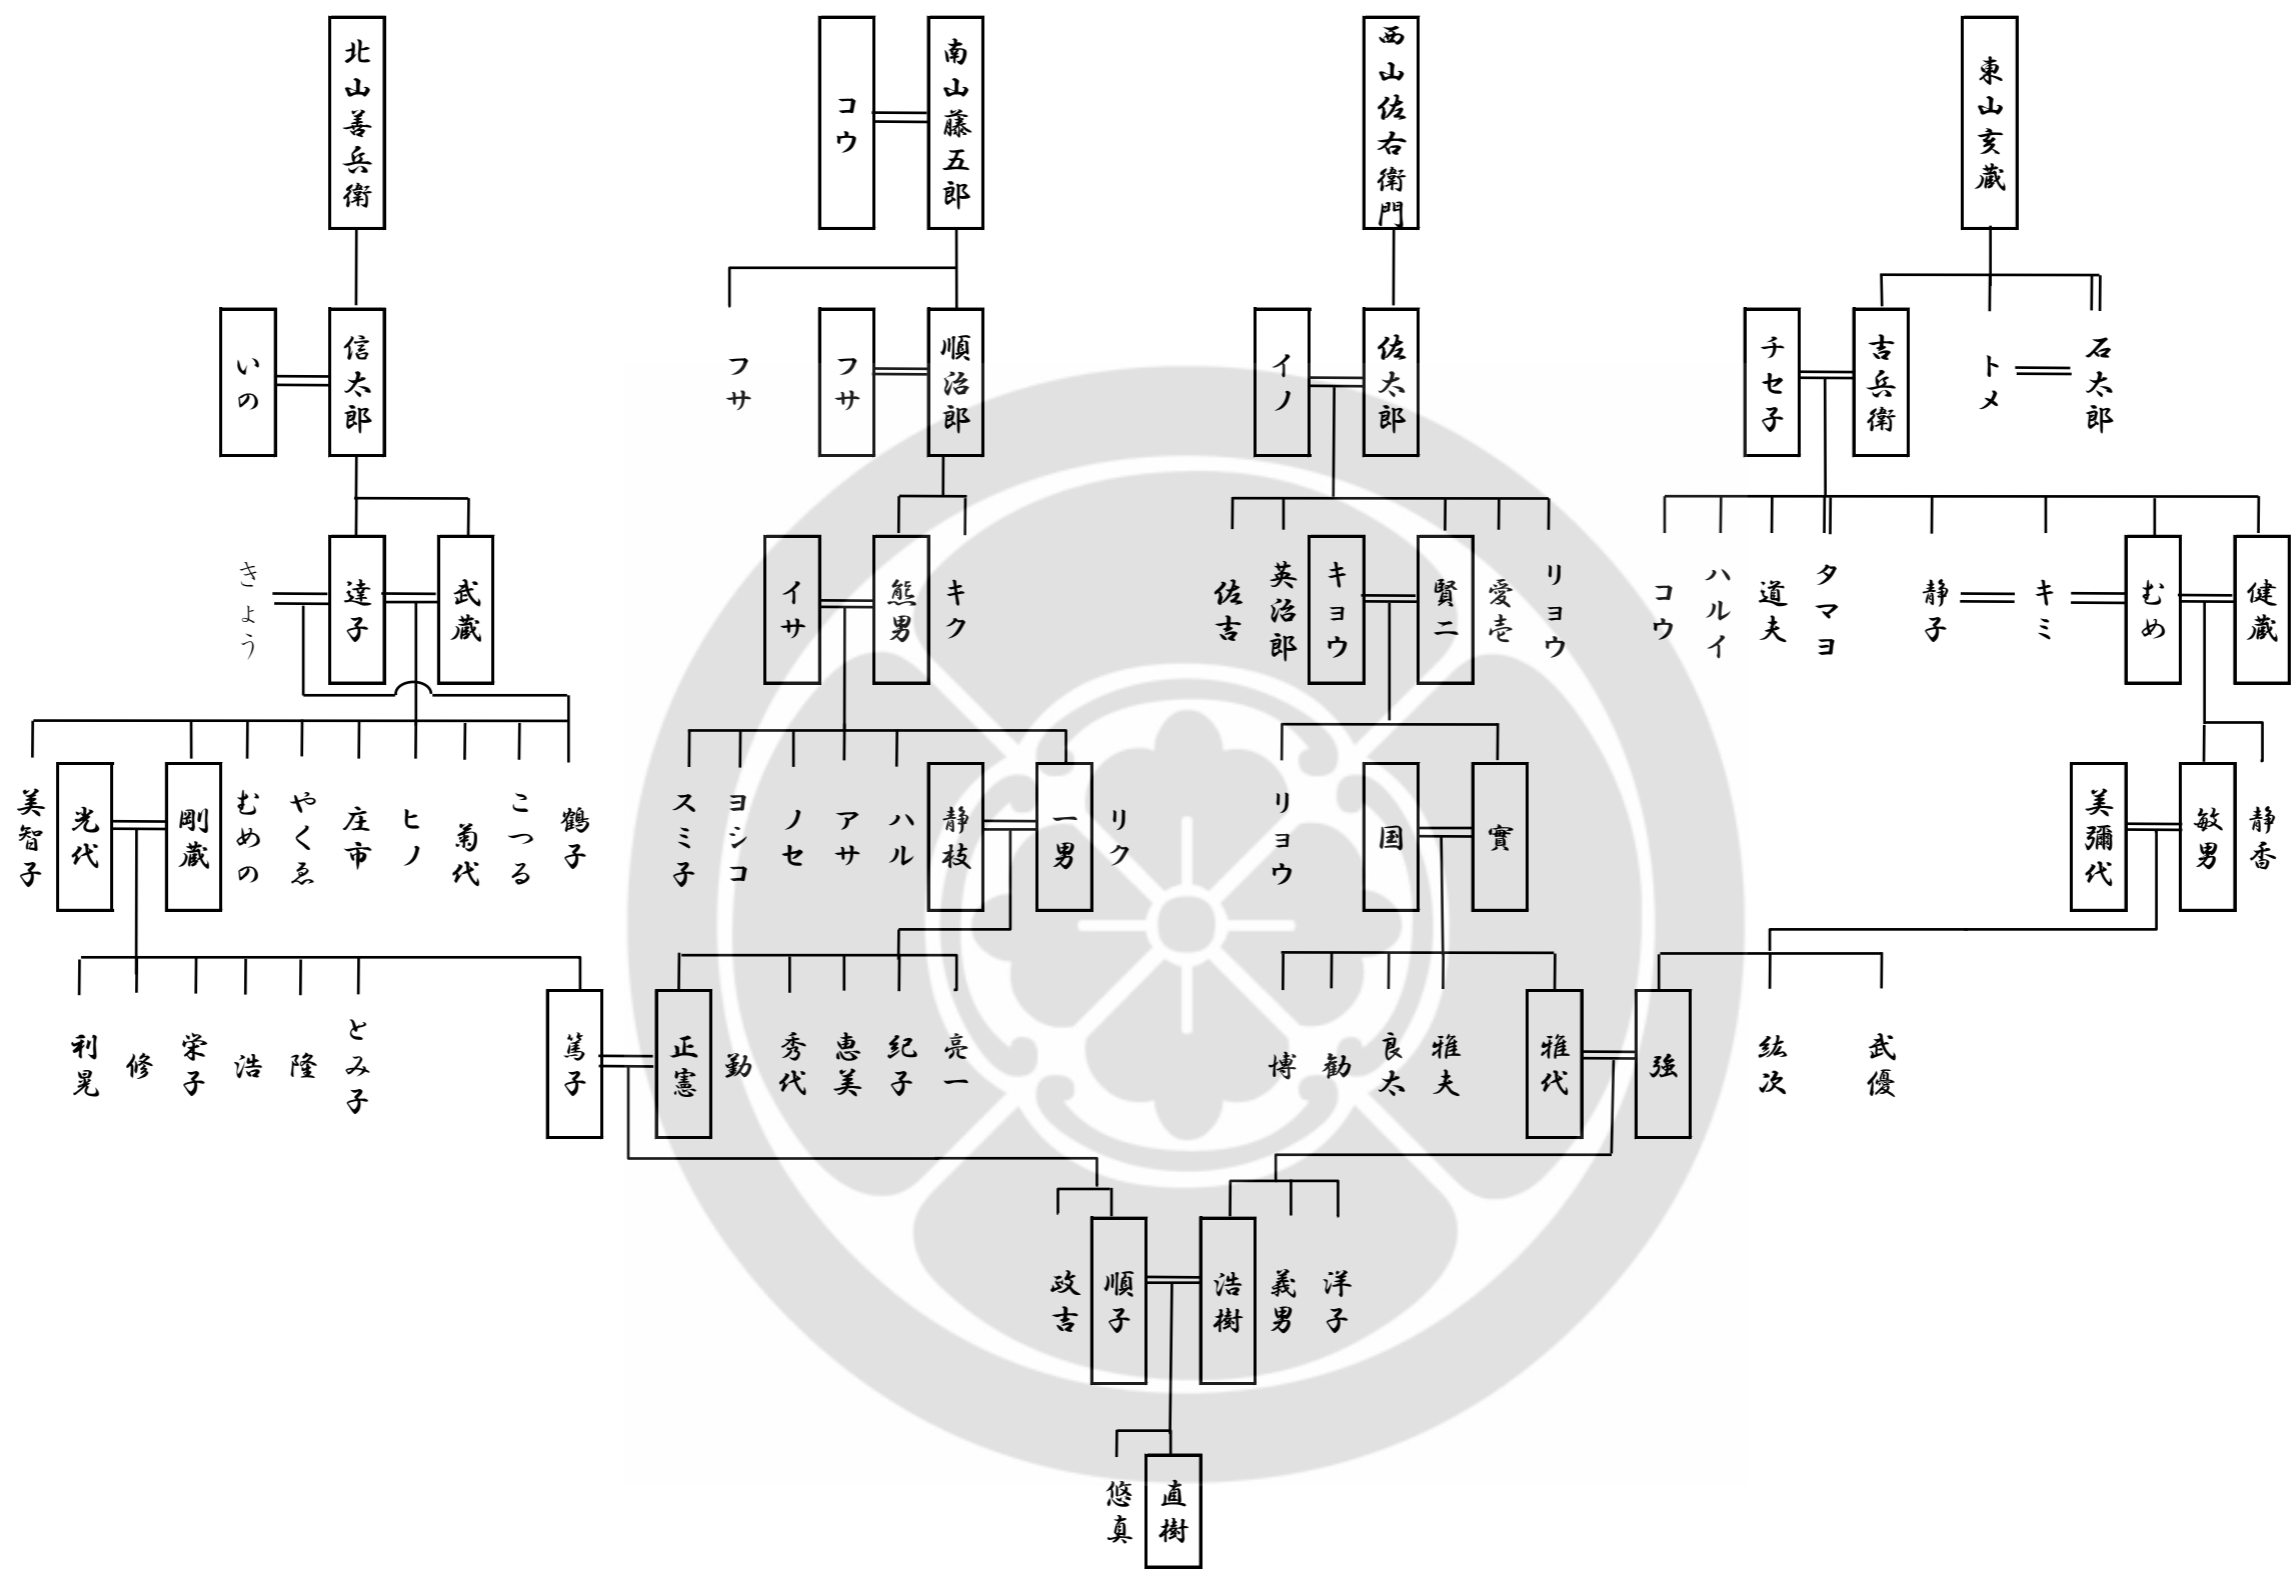 東山亥蔵
西山佐右衛門
南山藤五郎
コウ
北山善兵衛
石太郎
トメ
吉兵衛
チセ子
佐太郎
イノ
順治郎
フサ
フサ
信太郎
いの
健蔵
むめ
キミ
静子
タマヨ
道夫
ハルイ
コウ
リョウ
愛壱
賢二
キヨウ
英治郎
佐吉
キク
熊男
イサ
武蔵
達子
きょう
静香
敏男
美彌代
實
国
リョウ
リク
一男
静枝
ハル
アサ
ノセ
ヨシコ
スミ子
鶴子
こつる
菊代
ヒノ
庄市
やくゑ
むめの
剛蔵
光代
美智子
武優
紘次
強
雅代
雅夫
良太
勧
博
亮一
紀子
恵美
秀代
勤
正憲
篤子
とみ子
隆
浩
栄子
修
利晃
洋子
義男
浩樹
順子
政吉
直樹
悠真